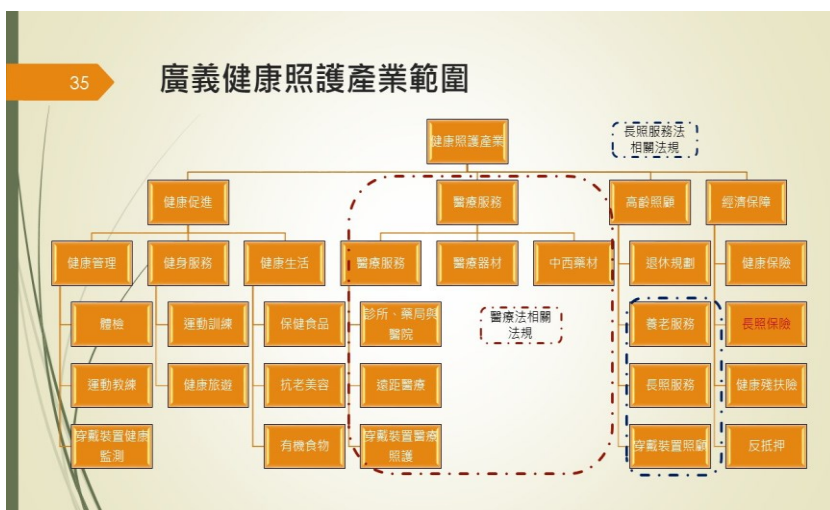 35
廣義健康照護產業範圍
健康照護產業
長照服務法
相關法規
健康促進
醫療服務
高齡照顧
經濟保障
健康管理
健身服務
健康生活
醫療服務
醫療器材
中西藥材
退休規劃
健康保險
體檢
運動訓練
保健食品
診所、藥局與
醫院
醫療法相關
法規
養老服務
長照保險
運動教練
健康旅遊
抗老美容
遠距醫療
長照服務
健康殘扶險
穿戴裝置健康
監測
有機食物
穿戴裝置醫療
照護
穿戴裝置照顧
反抵押